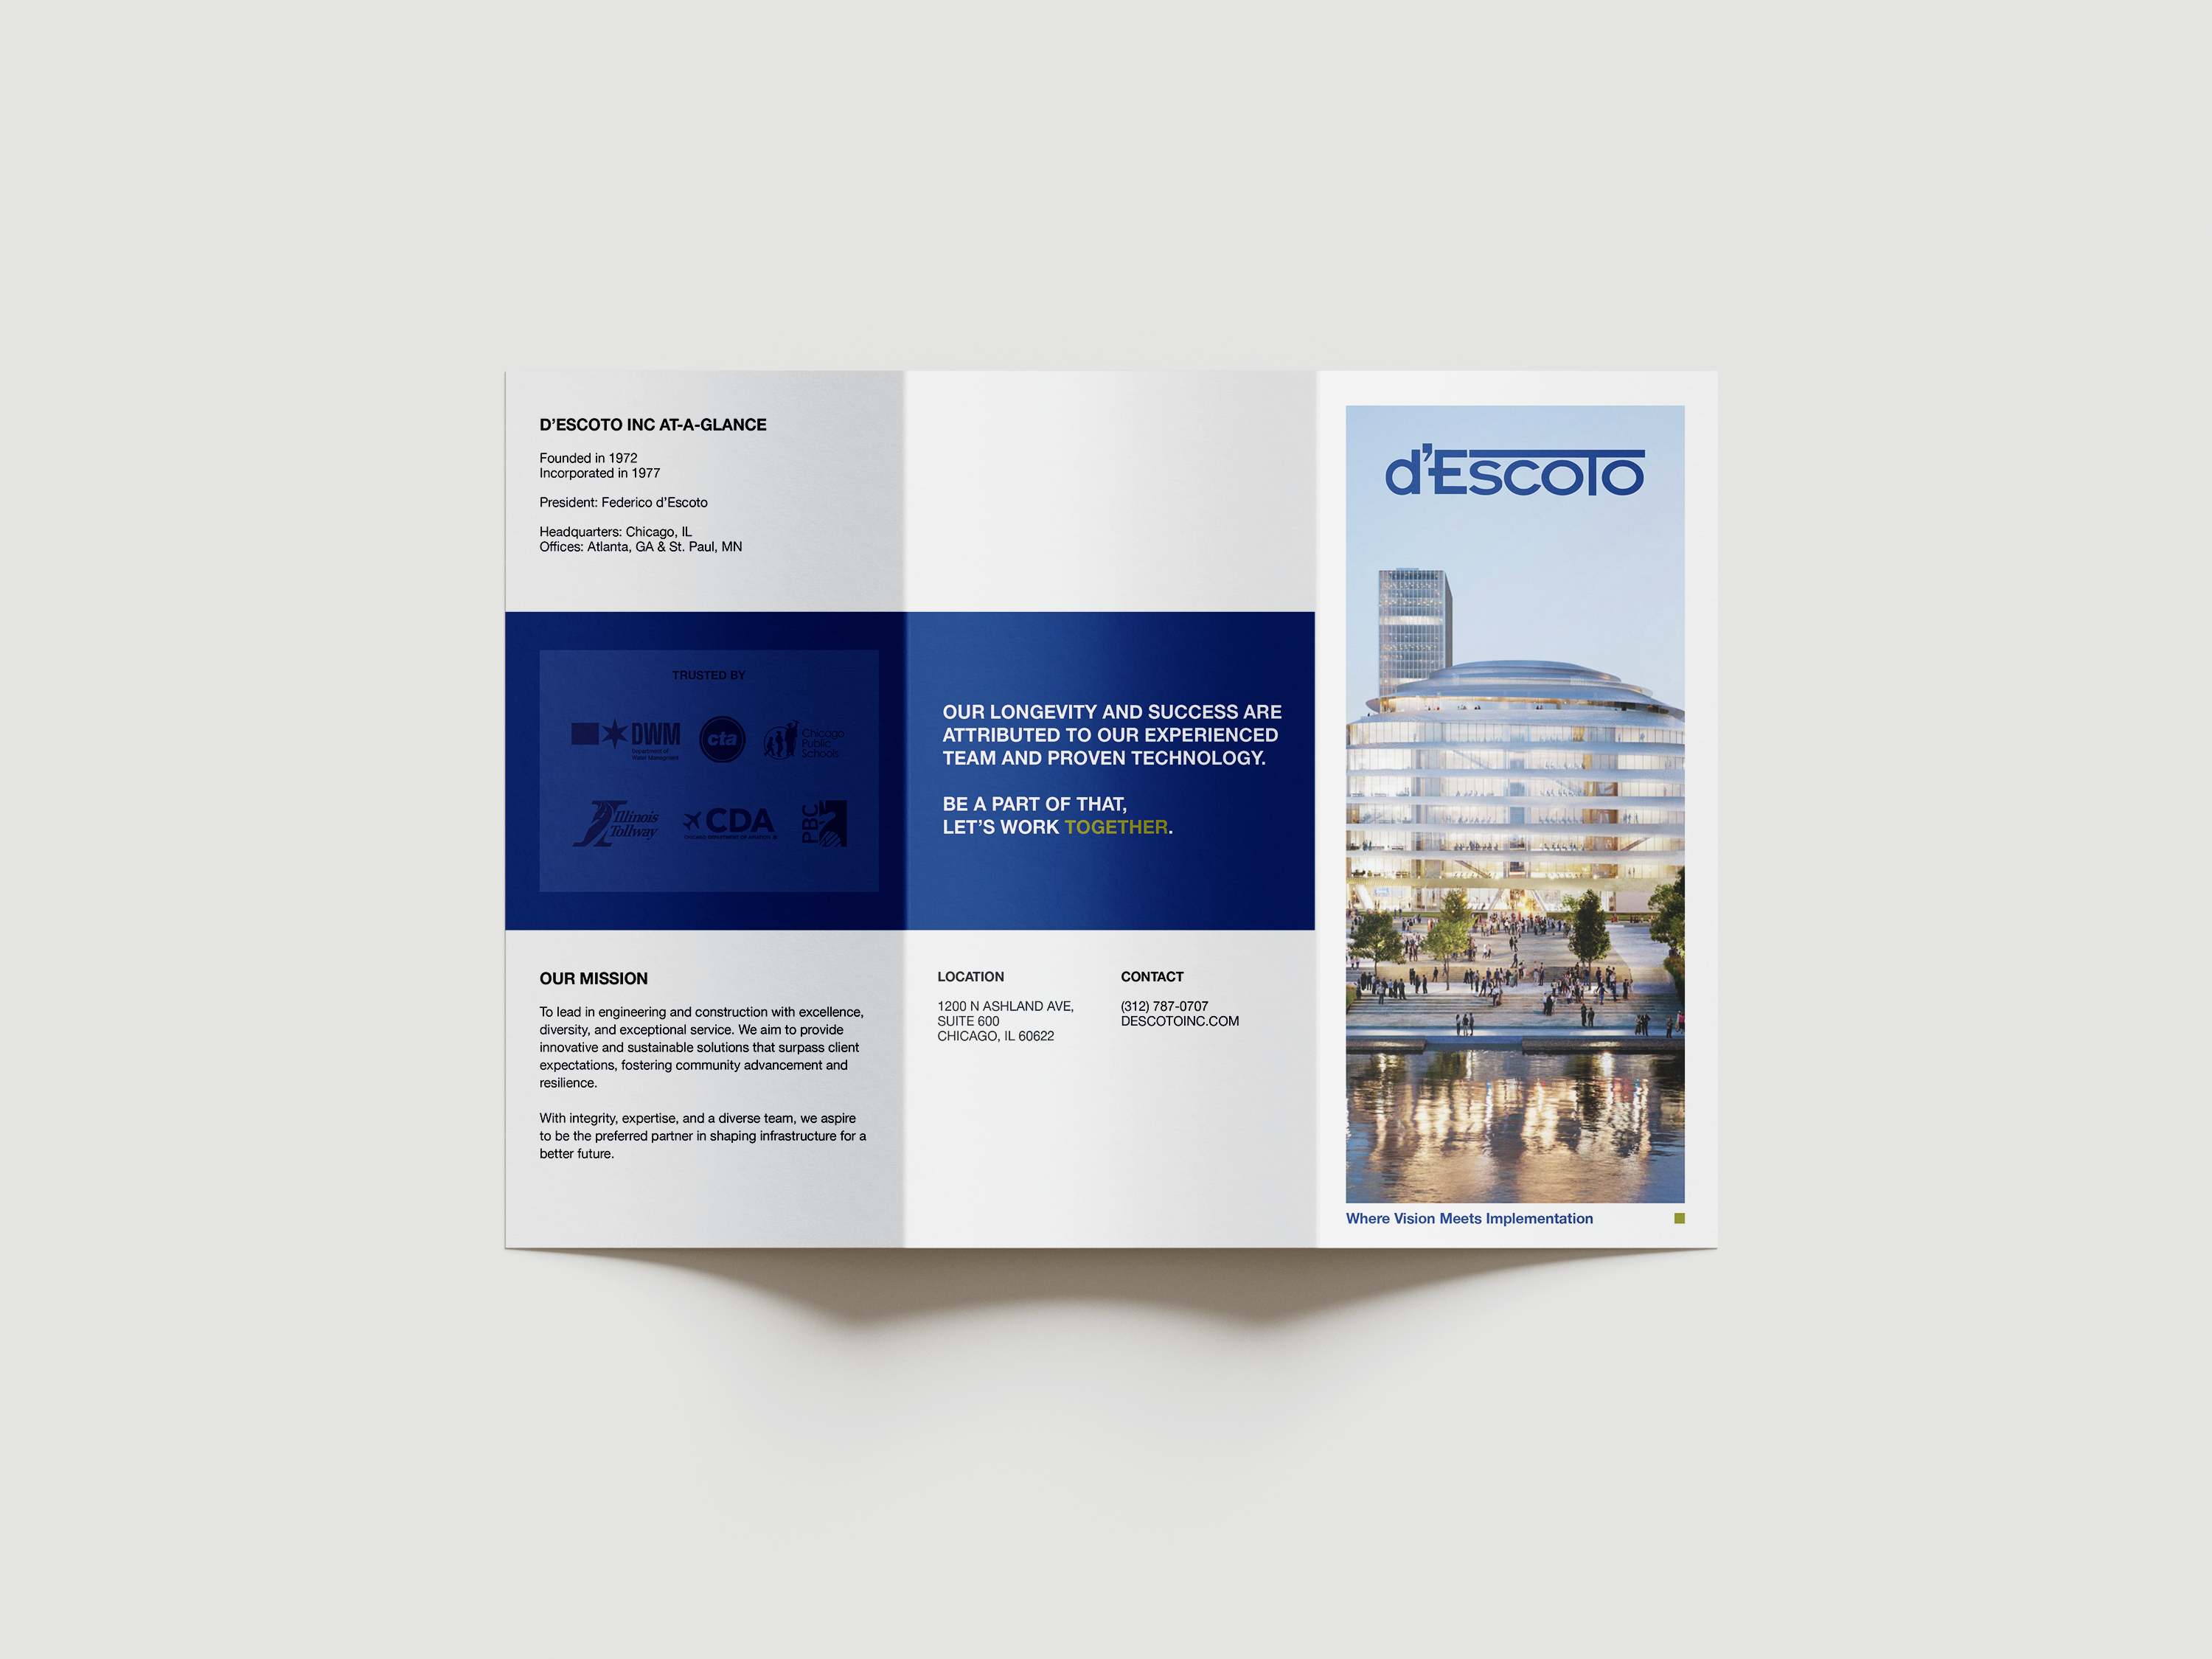 D'ESCOTO INC AT-A-GLANCE
Founded in 1972
Incorporated in 1977
President: Federico d'Escoto
Headquarters: Chicago, IL
Offices: Atlanta, GA & St. Paul, MN
TRUSTED BY
DWM
Department of
Water Management
cta
Chicago
Public
Schools
Illinois
Tollway
CDA
CHICAGO DEPARTMENT OF AVIATION
PBC
OUR MISSION
To lead in engineering and construction with excellence,
diversity, and exceptional service. We aim to provide
innovative and sustainable solutions that surpass client
expectations, fostering community advancement and
resilience.
With integrity, expertise, and a diverse team, we aspire
to be the preferred partner in shaping infrastructure for a
better future.
OUR LONGEVITY AND SUCCESS ARE
ATTRIBUTED TO OUR EXPERIENCED
TEAM AND PROVEN TECHNOLOGY.
BE A PART OF THAT,
LET'S WORK TOGETHER.
LOCATION
1200 N ASHLAND AVE,
SUITE 600
CHICAGO, IL 60622
CONTACT
(312) 787-0707
DESCOTOINC.COM
d'Escoto
Where Vision Meets Implementation